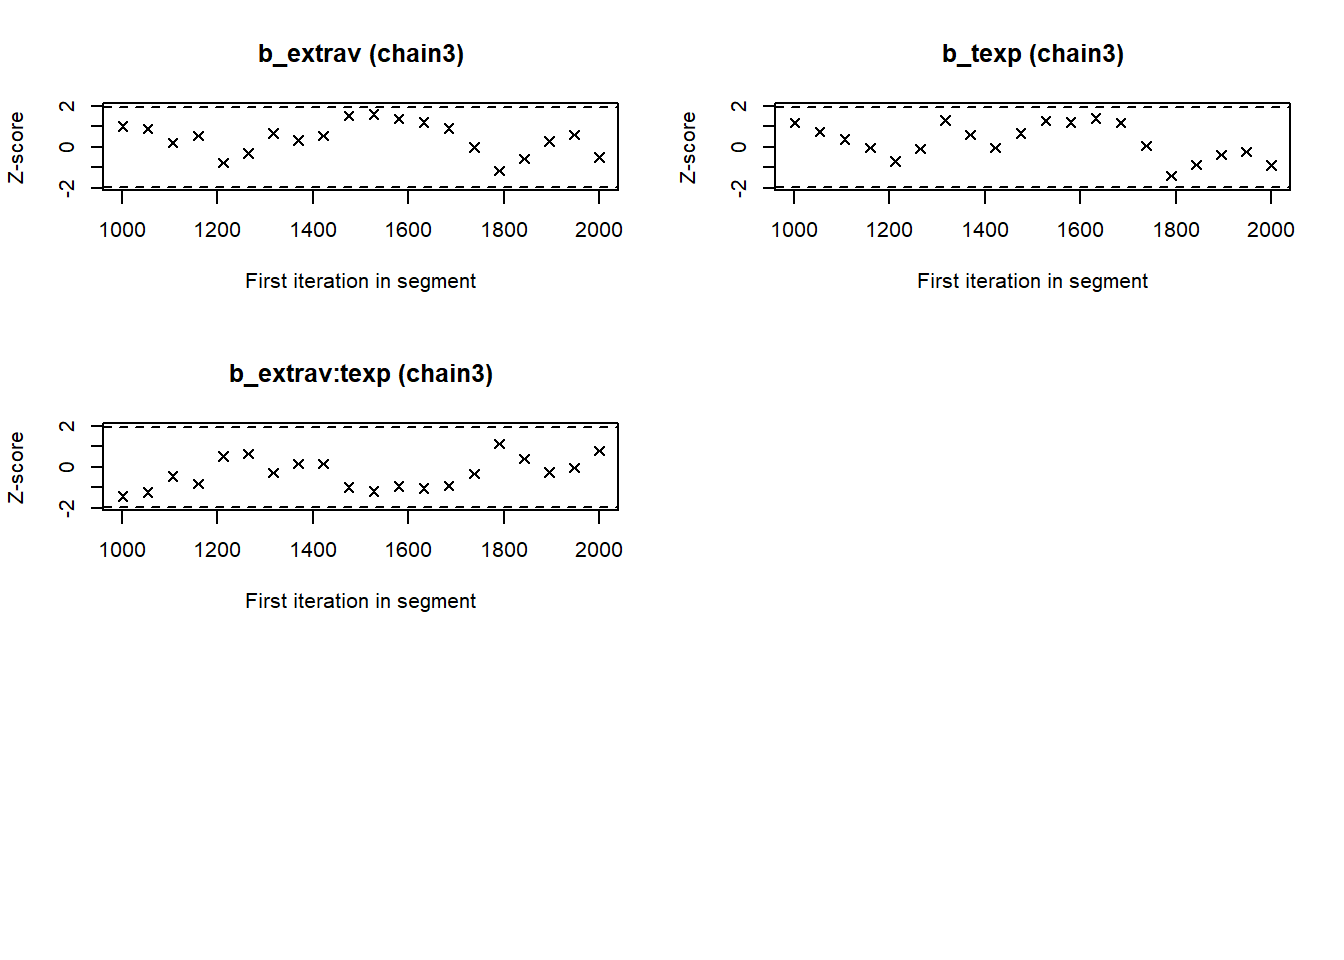 b_extrav (chain3)
Z-score
2
0
-2
1000 1200 1400 1600 1800 2000
First iteration in segment
b_texp (chain3)
Z-score
2
0
-2
1000 1200 1400 1600 1800 2000
First iteration in segment
b_extrav:texp (chain3)
Z-score
2
0
-2
1000 1200 1400 1600 1800 2000
First iteration in segment